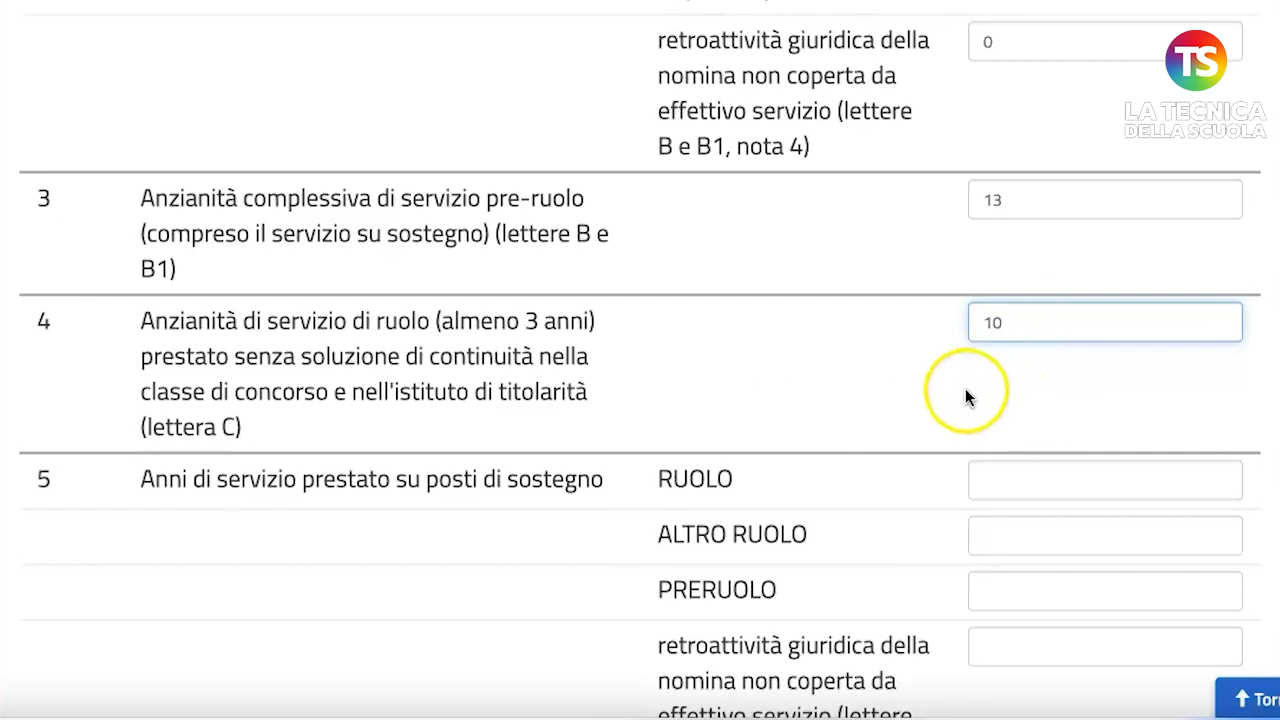 retroattività giuridica della
nomina non coperta da
effettivo servizio (lettere
B e B1, nota 4)
0
TS
LA TECNICA
DELLA SCUOLA
3
Anzianità complessiva di servizio pre-ruolo
(compreso il servizio su sostegno) (lettere B e
B1)
13
4
Anzianità di servizio di ruolo (almeno 3 anni)
prestato senza soluzione di continuità nella
classe di concorso e nell'istituto di titolarità
(lettera C)
10
5
Anni di servizio prestato su posti di sostegno
RUOLO
ALTRO RUOLO
PRERUOLO
retroattività giuridica della
nomina non coperta da
effettivo servizio (lettere